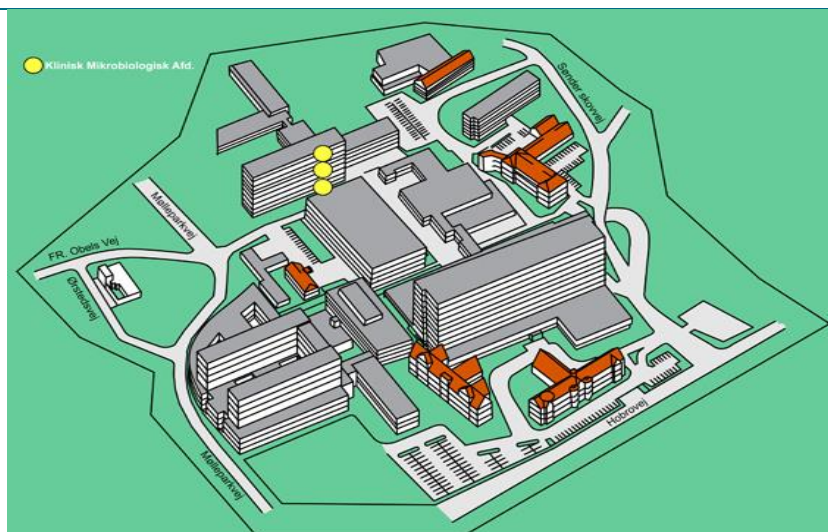 Klinisk Mikrobiologisk Afd.
Sønder skovvej
Mølleparkvej
FR. Obels Vej
Ørstedsvej
Hobrovej
Mølleparkvej